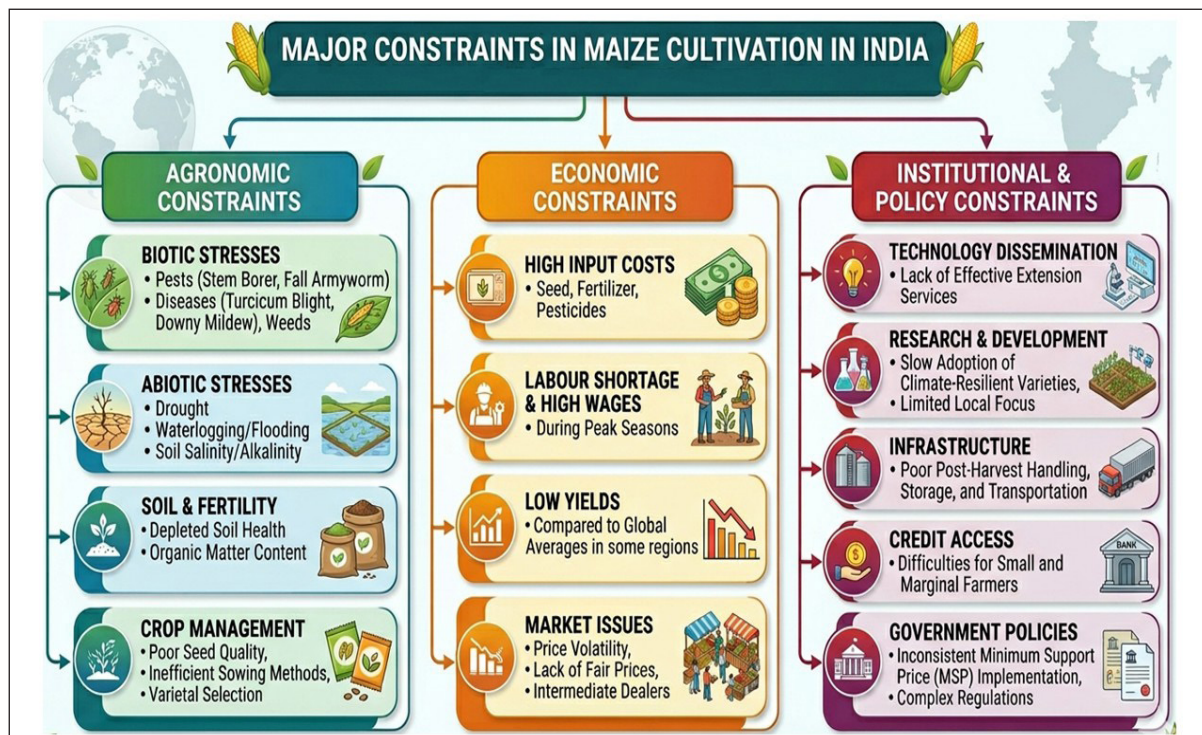 MAJOR CONSTRAINTS IN MAIZE CULTIVATION IN INDIA
AGRONOMIC
CONSTRAINTS
BIOTIC STRESSES
• Pests (Stem Borer, Fall Armyworm)
• Diseases (Turcicum Blight,
Downy Mildew), Weeds
ABIOTIC STRESSES
• Drought
• Waterlogging/Flooding
• Soil Salinity/Alkalinity
SOIL & FERTILITY
• Depleted Soil Health
• Organic Matter Content
CROP MANAGEMENT
• Poor Seed Quality,
• Inefficient Sowing Methods,
• Varietal Selection
ECONOMIC
CONSTRAINTS
HIGH INPUT COSTS
• Seed, Fertilizer,
Pesticides
LABOUR SHORTAGE
& HIGH WAGES
• During Peak Seasons
LOW YIELDS
• Compared to Global
Averages in some regions
MARKET ISSUES
• Price Volatility,
• Lack of Fair Prices,
• Intermediate Dealers
INSTITUTIONAL &
POLICY CONSTRAINTS
TECHNOLOGY DISSEMINATION
• Lack of Effective Extension
Services
RESEARCH & DEVELOPMENT
• Slow Adoption of
Climate-Resilient Varieties,
• Limited Local Focus
INFRASTRUCTURE
• Poor Post-Harvest Handling,
Storage, and Transportation
CREDIT ACCESS
• Difficulties for Small and
Marginal Farmers
BANK
GOVERNMENT POLICIES
• Inconsistent Minimum Support
Price (MSP) Implementation,
• Complex Regulations